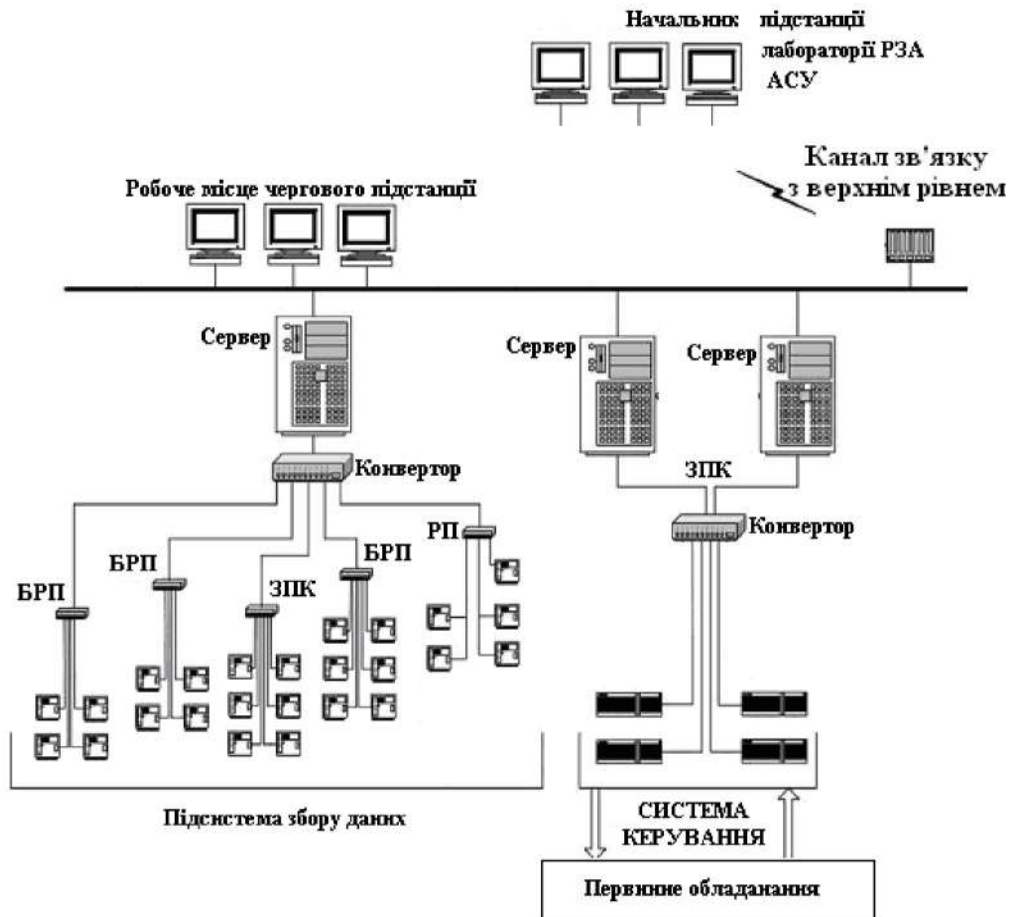 Начальник підстанції
лабораторії РЗА
АСУ
Канал зв'язку
з верхнім рівнем
Робоче місце чергового підстанції
Сервер
Сервер
Сервер
Конвертор
ЗПК
Конвертор
РП
БРП
БРП
БРП
ЗПК
Підсистема збору даних
СИСТЕМА
КЕРУВАННЯ
Первинне обладанання